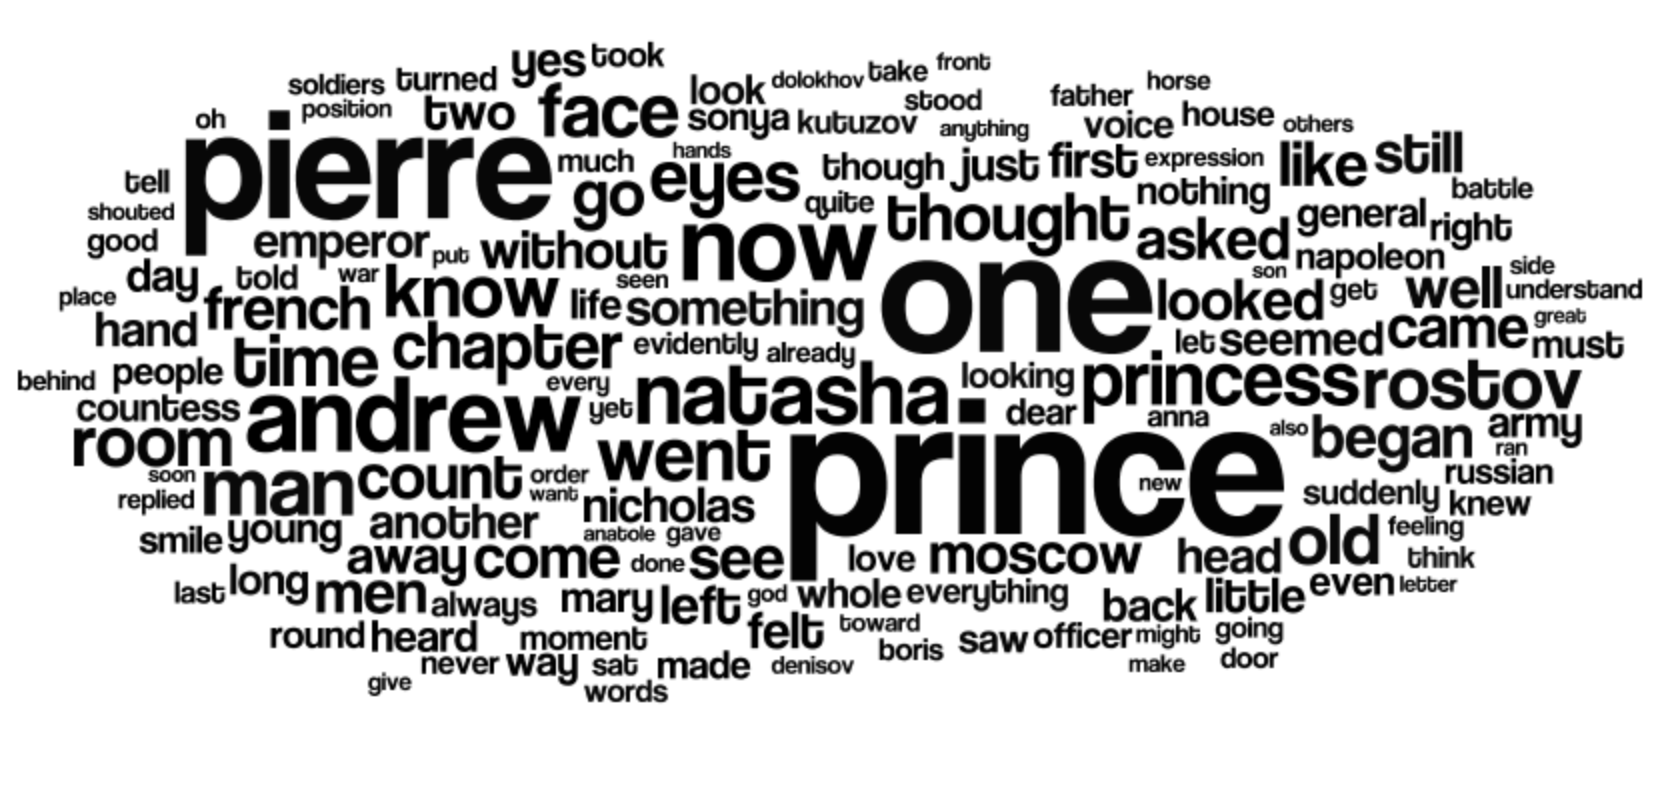 yes took
soldiers turned look dolokhov take front
oh position two face sonya kutuzov stood anything father horse
voice house others
pierre much hands eyes though just first expression like still
tell go quite nothing battle
shouted thought general right
good emperor put without now asked napoleon
day told war know seen one son side
place french life something looked get well understand
hand chapter evidently already let seemed came great must
behind people time every natasha looking princess rostov
countess andrew yet dear anna also army
room went prince began ran
soon man count order russian
replied want nicholas new suddenly knew
smile young another anatole gave old feeling
away come done see love moscow head think
last long men always mary left god whole everything back little even letter
round heard moment felt toward boris saw officer might going
never way sat made denisov make door
give words